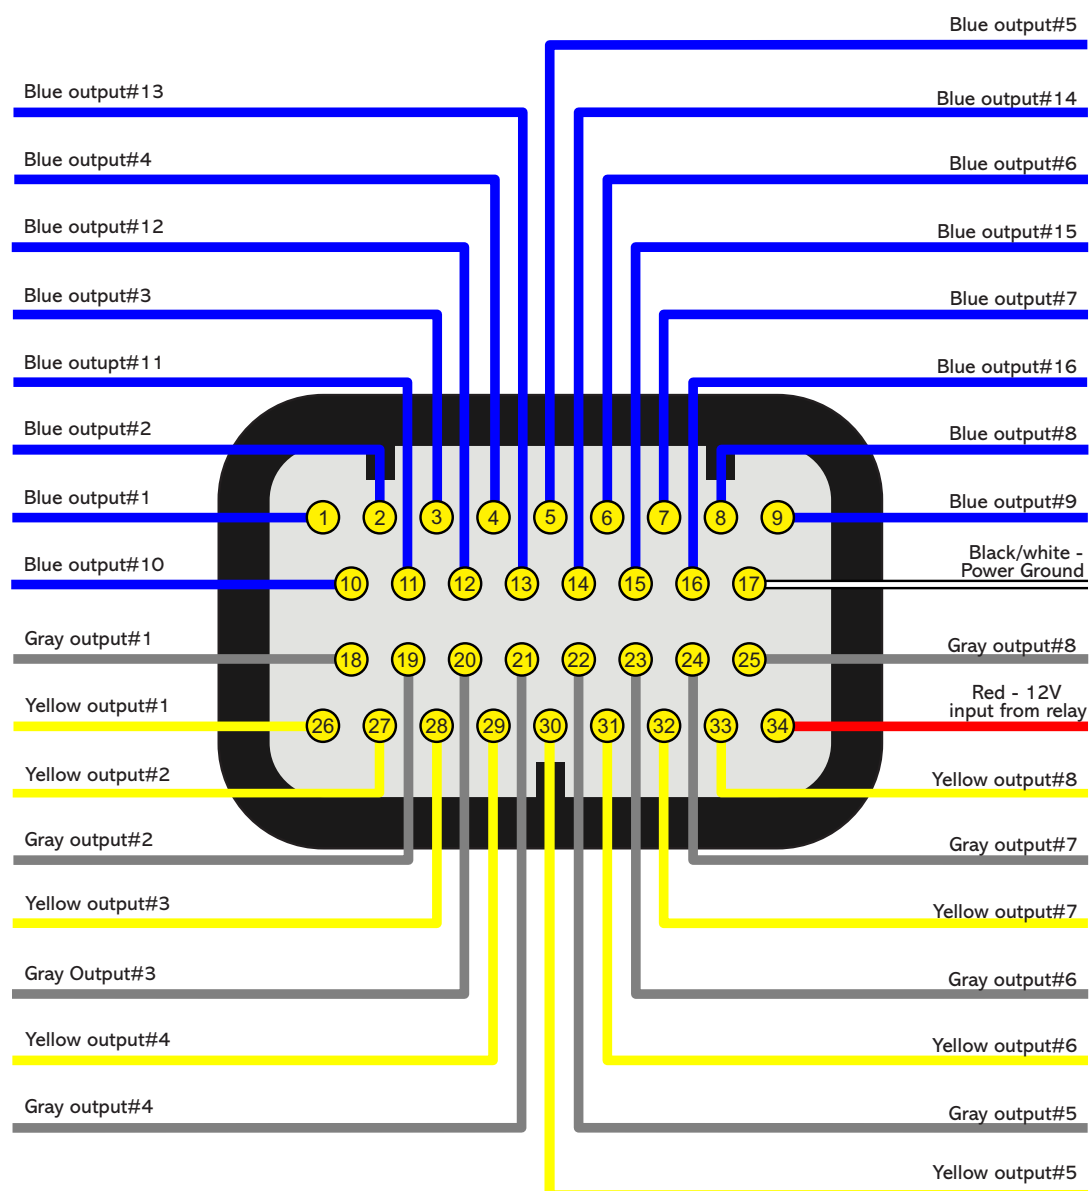 Blue output#5
Blue output#13
Blue output#14
Blue output#4
Blue output#6
Blue output#12
Blue output#15
Blue output#3
Blue output#7
Blue outupt#11
Blue output#16
Blue output#2
Blue output#8
Blue output#1
Blue output#9
1 2 3 4 5 6 7 8 9
Blue output#10
Black/white -
Power Ground
10 11 12 13 14 15 16 17
Gray output#1
Gray output#8
18 19 20 21 22 23 24 25
Yellow output#1
Red - 12V
input from relay
26 27 28 29 30 31 32 33 34
Yellow output#2
Yellow output#8
Gray output#2
Gray output#7
Yellow output#3
Yellow output#7
Gray Output#3
Gray output#6
Yellow output#4
Yellow output#6
Gray output#4
Gray output#5
Yellow output#5